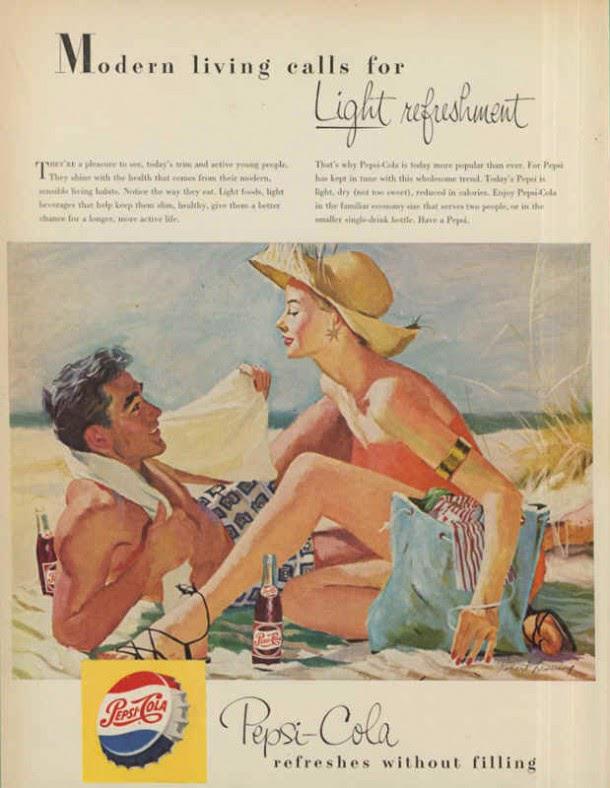 Modern living calls for
Light refreshment
THEY'RE a pleasure to see, today's trim and active young people.
They shine with the health that comes from their modern,
sensible living habits. Notice the way they eat. Light foods, light
beverages that help keep them slim, healthy, give them a better
chance for a longer, more active life.
That's why Pepsi-Cola is today more popular than ever. For Pepsi
has kept in tune with this wholesome trend. Today's Pepsi is
light, dry (not too sweet), reduced in calories. Enjoy Pepsi-Cola
in the familiar economy size that serves two people, or in the
smaller single-drink bottle. Have a Pepsi.
PEPSI-COLA
Pepsi-Cola
refreshes without filling